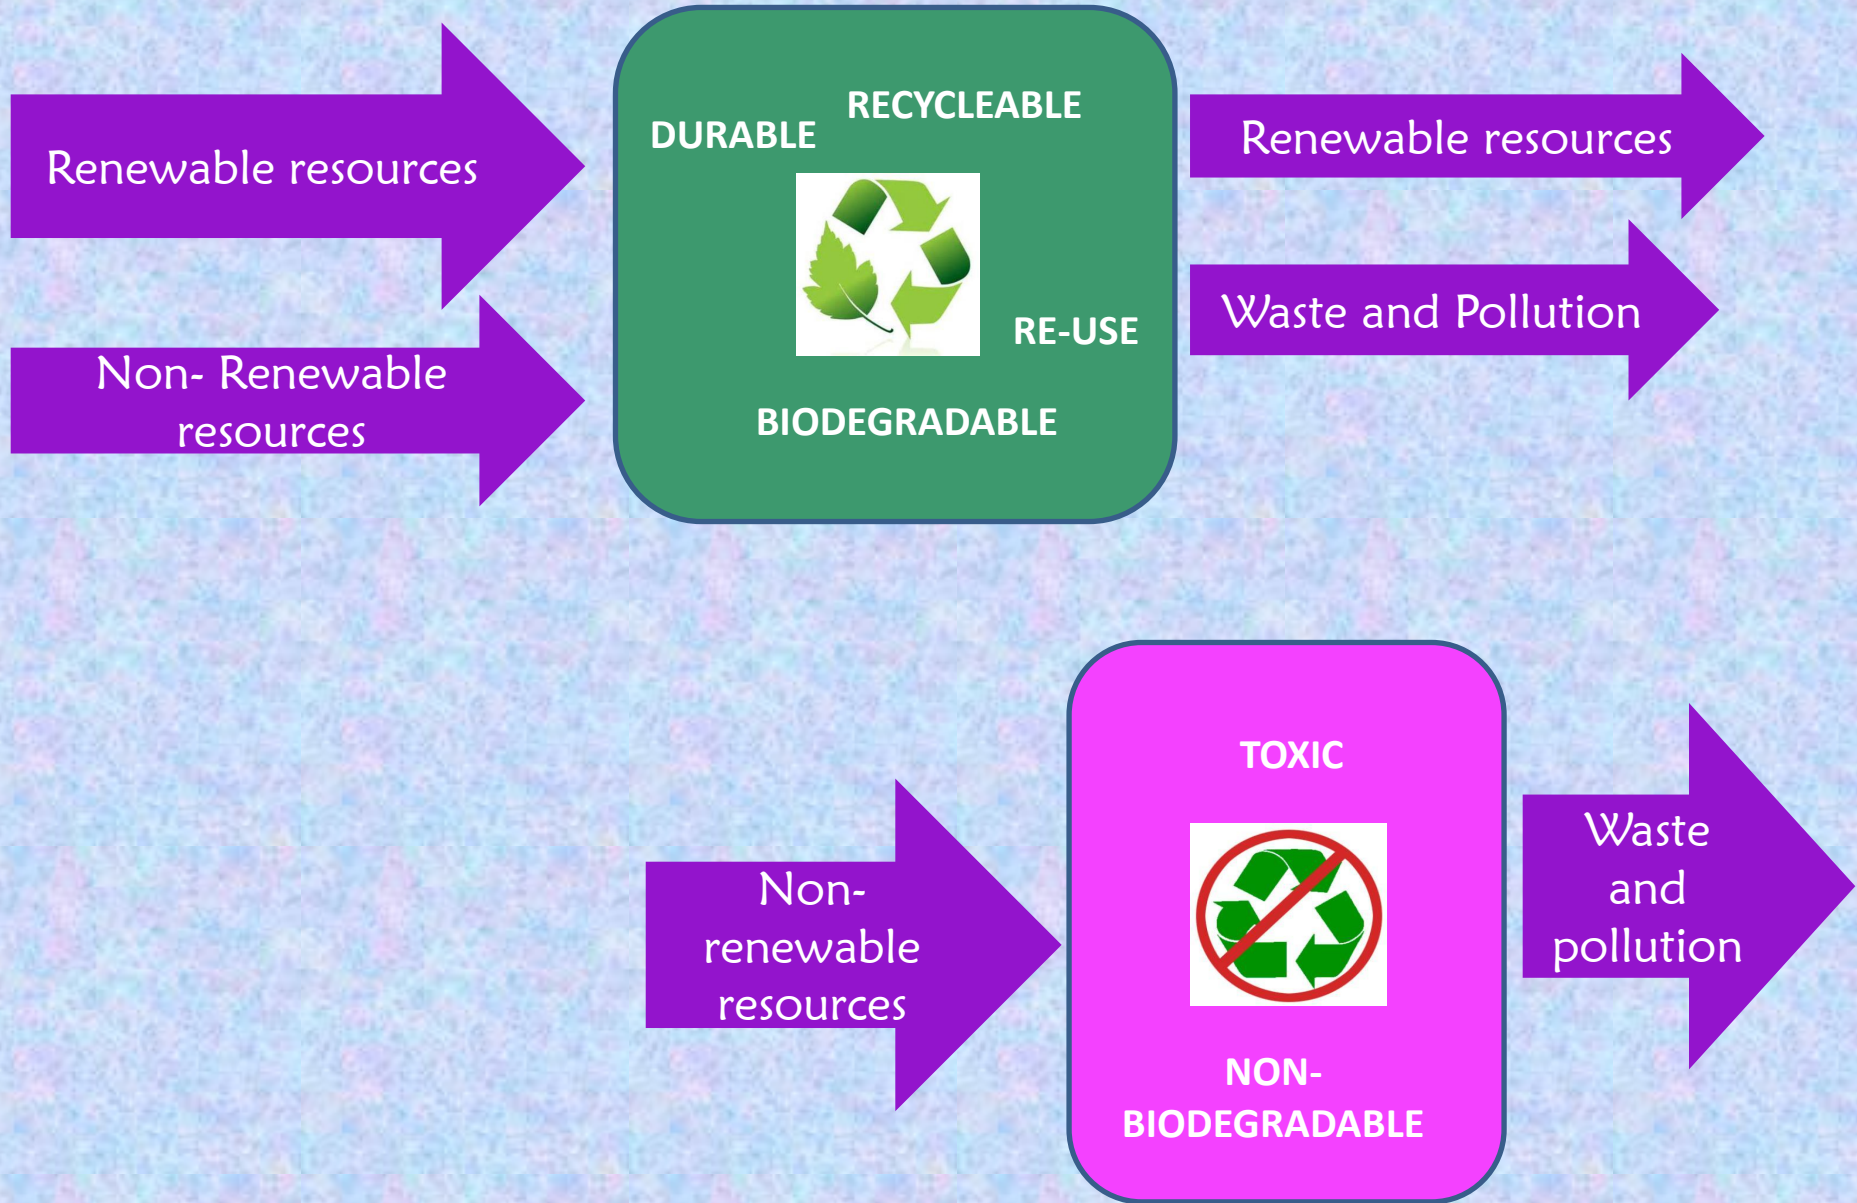 Renewable resources
Non- Renewable
resources
DURABLE
RECYCLEABLE
RE-USE
BIODEGRADABLE
Renewable resources
Waste and Pollution
Non-
renewable
resources
TOXIC
NON-
BIODEGRADABLE
Waste
and
pollution